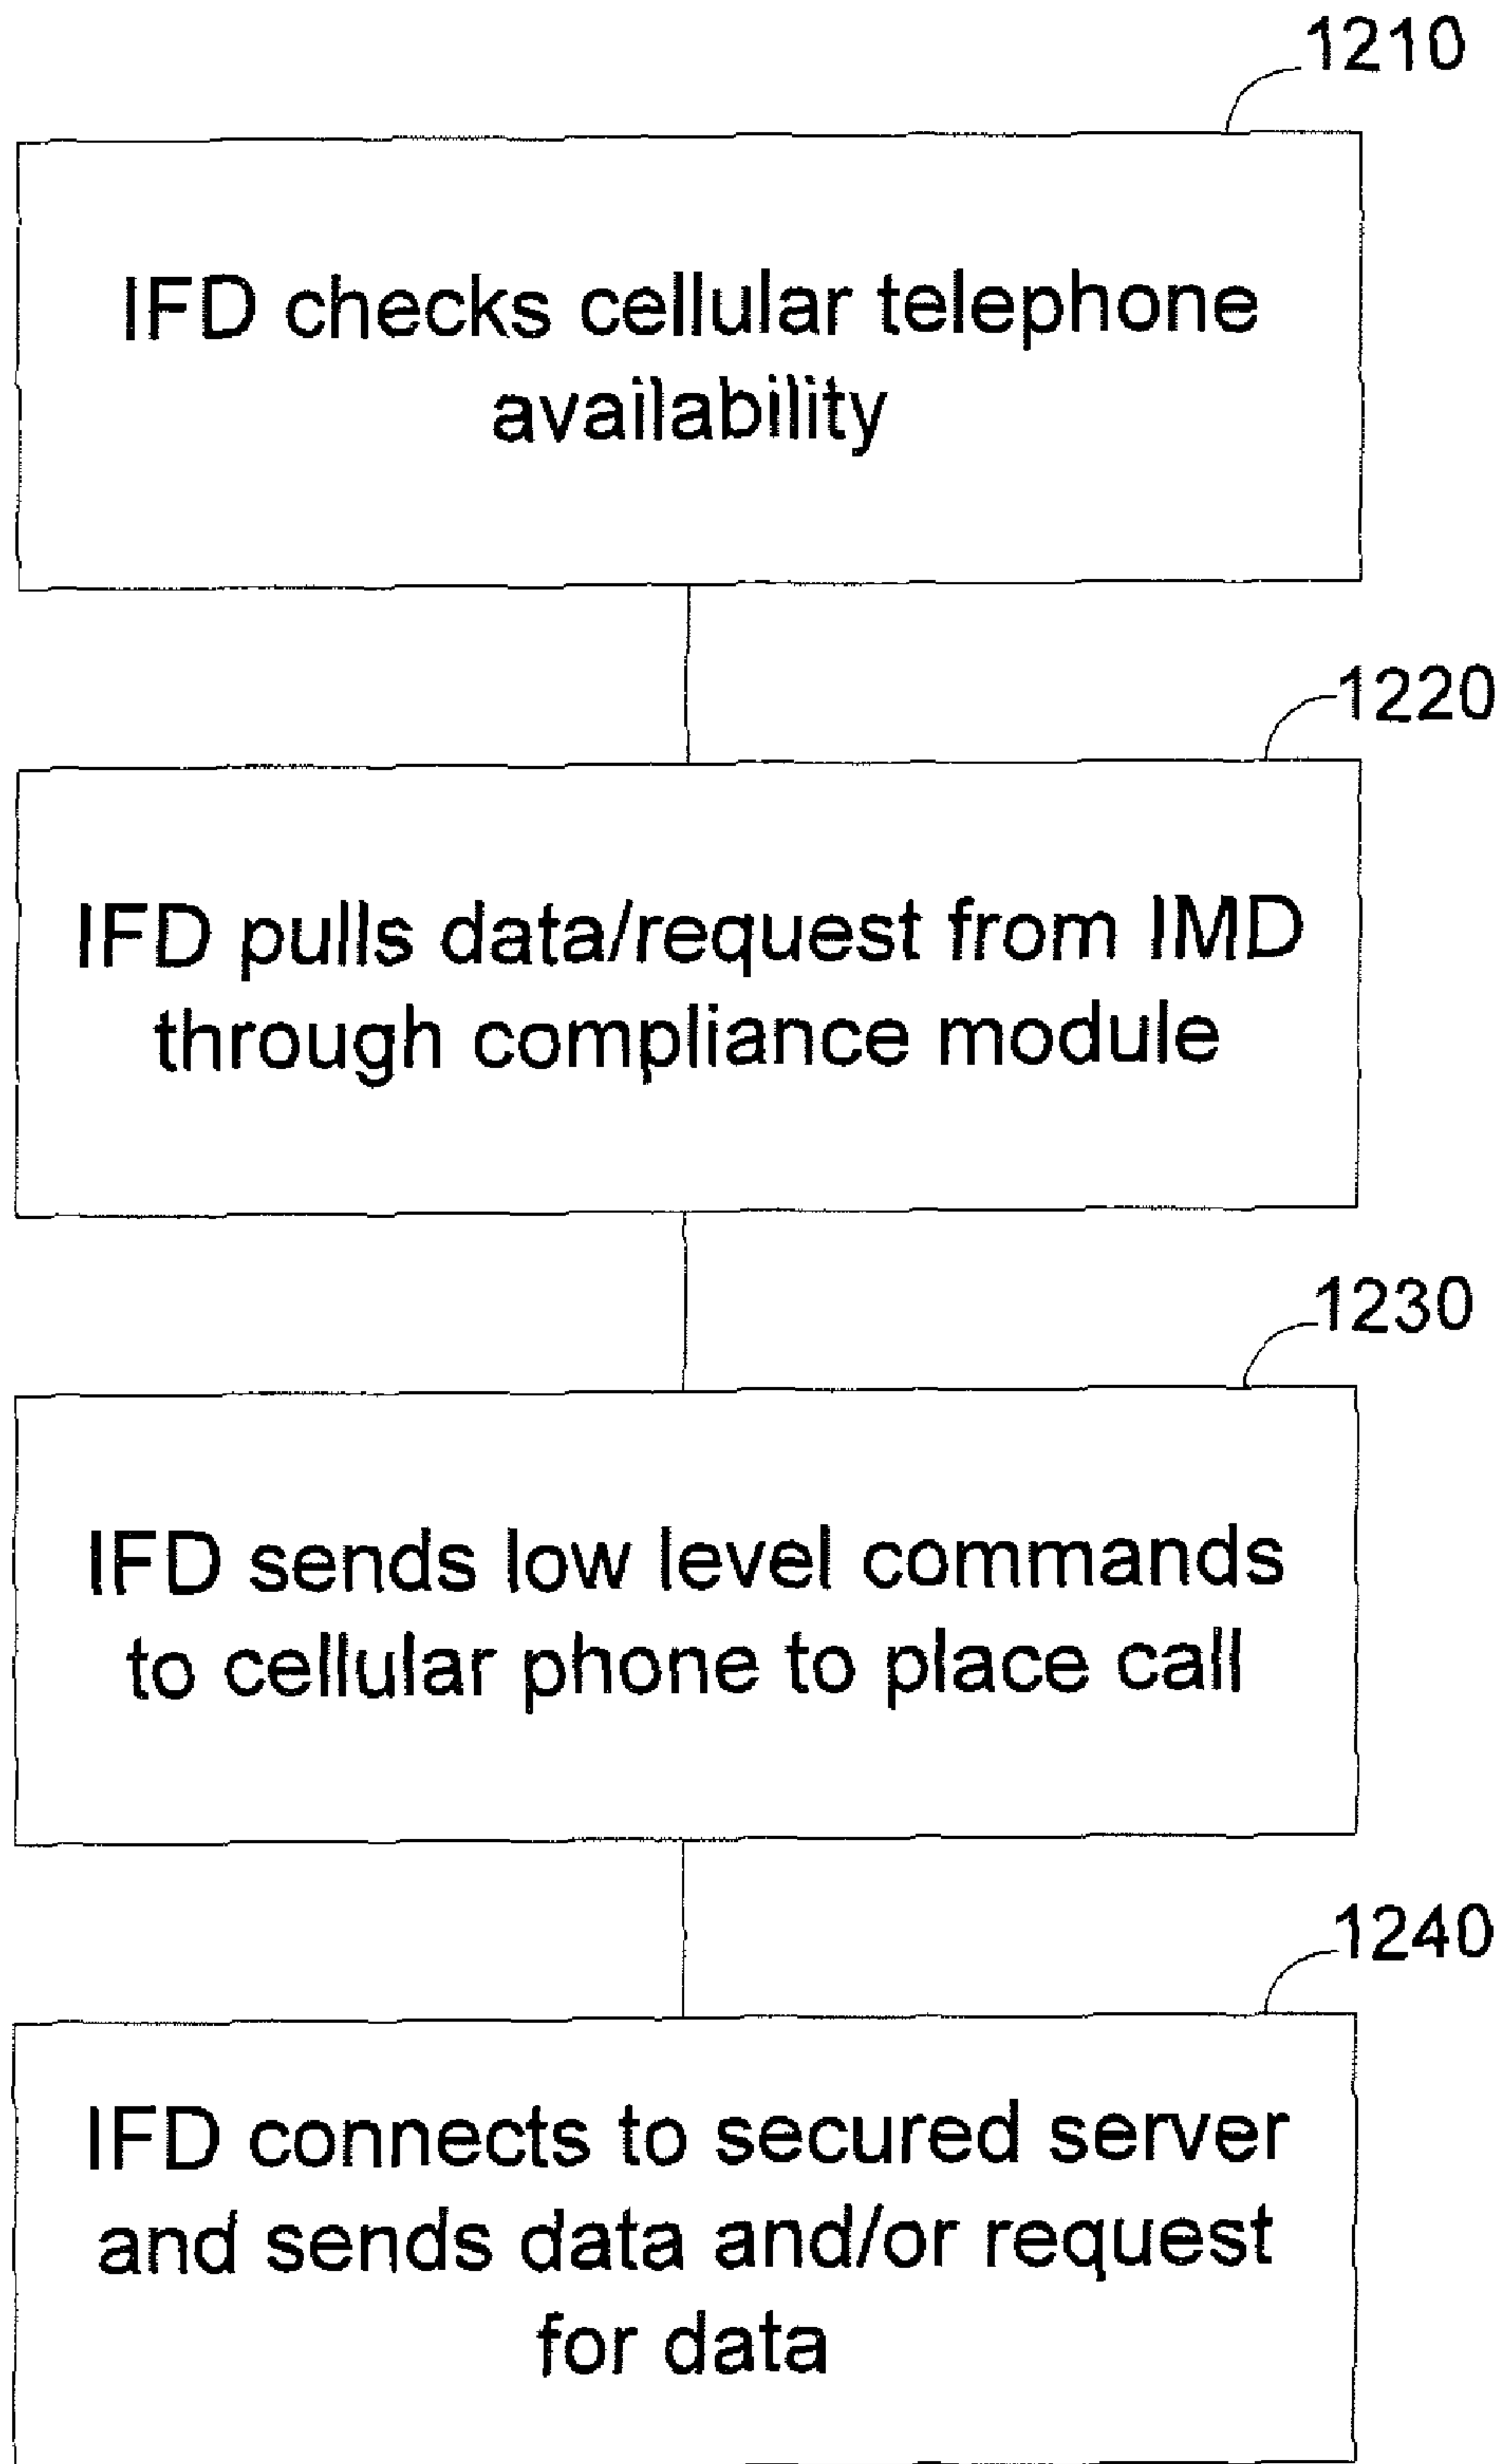 1210
IFD checks cellular telephone
availability
1220
IFD pulls data/request from IMD
through compliance module
1230
IFD sends low level commands
to cellular phone to place call
1240
IFD connects to secured server
and sends data and/or request
for data